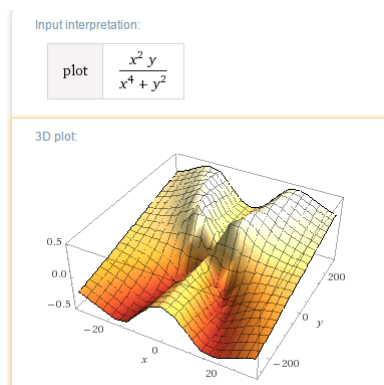 Input interpretation:
plot x² y / x⁴ + y²
3D plot:
0.5
0.0
−0.5
−20
0
x
20
200
0 y
−200